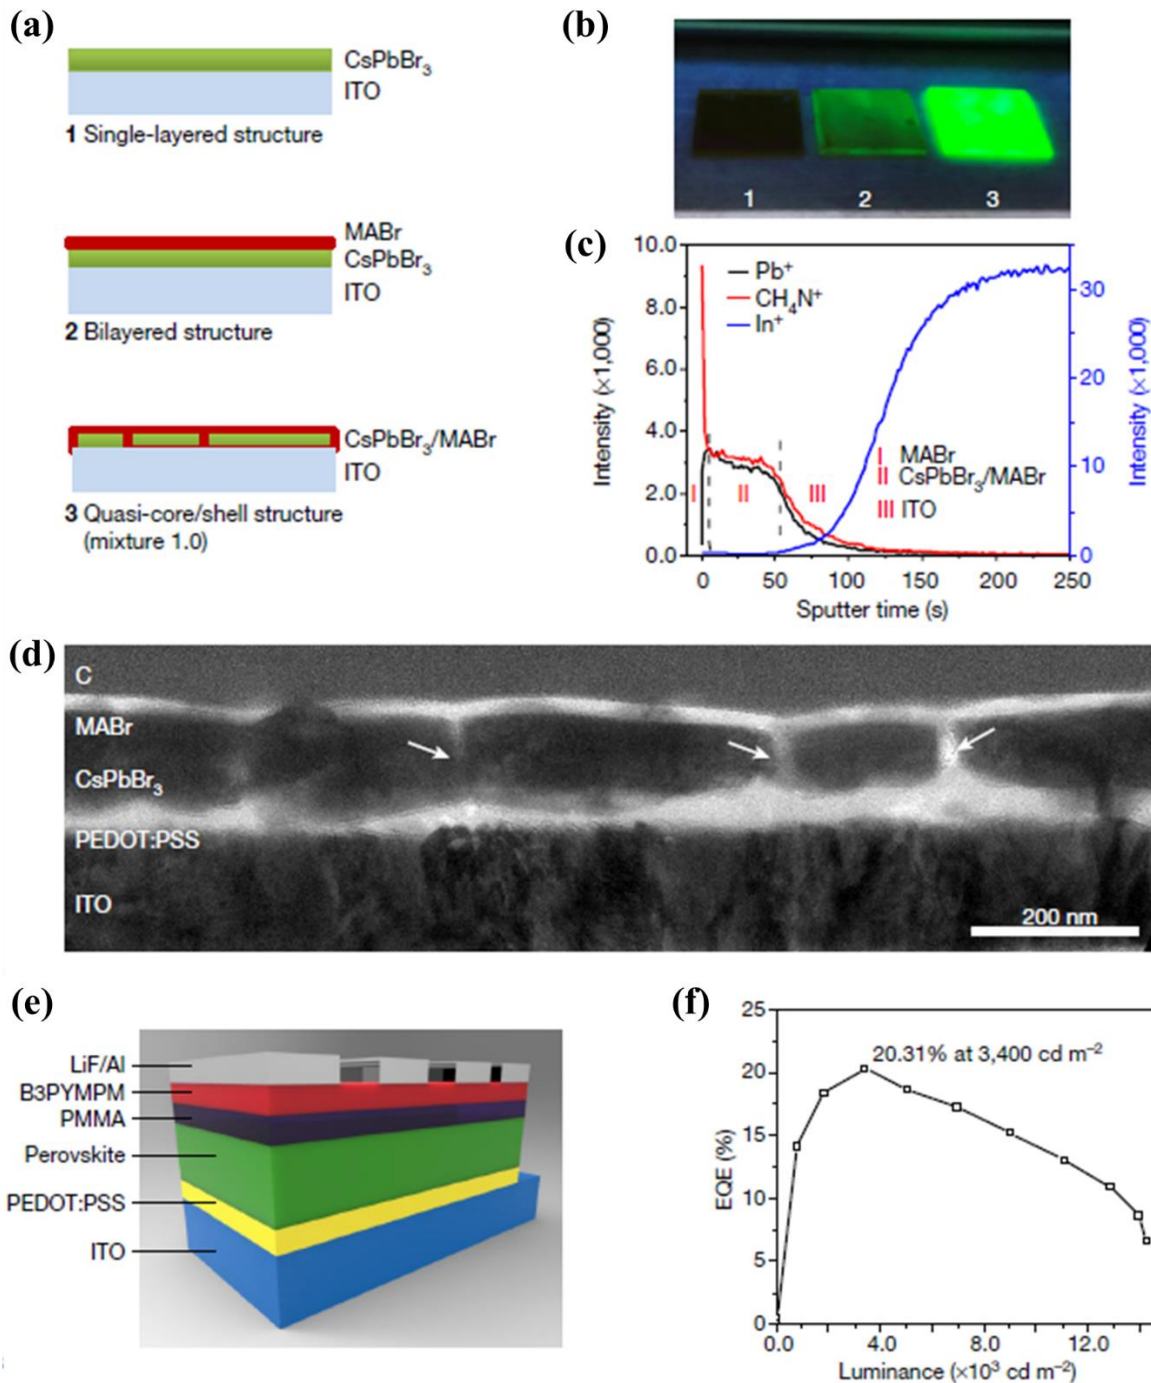 (a)
CsPbBr₃
ITO
1 Single-layered structure
MABr
CsPbBr₃
ITO
2 Bilayered structure
CsPbBr₃/MABr
ITO
3 Quasi-core/shell structure
(mixture 1.0)
(b)
1 2 3
(c)
10.0
8.0
6.0
4.0
2.0
0.0
Intensity (×1,000)
Pb⁺
CH₄N⁺
In⁺
I II III
I MABr
II CsPbBr₃/MABr
III ITO
30
20
10
0
Intensity (×1,000)
0 50 100 150 200 250
Sputter time (s)
(d)
C
MABr
CsPbBr₃
PEDOT:PSS
ITO
200 nm
(e)
LiF/Al
B3PYMPM
PMMA
Perovskite
PEDOT:PSS
ITO
(f)
25
20
15
10
5
0
EQE (%)
20.31% at 3,400 cd m⁻²
0.0 4.0 8.0 12.0
Luminance (×10³ cd m⁻²)